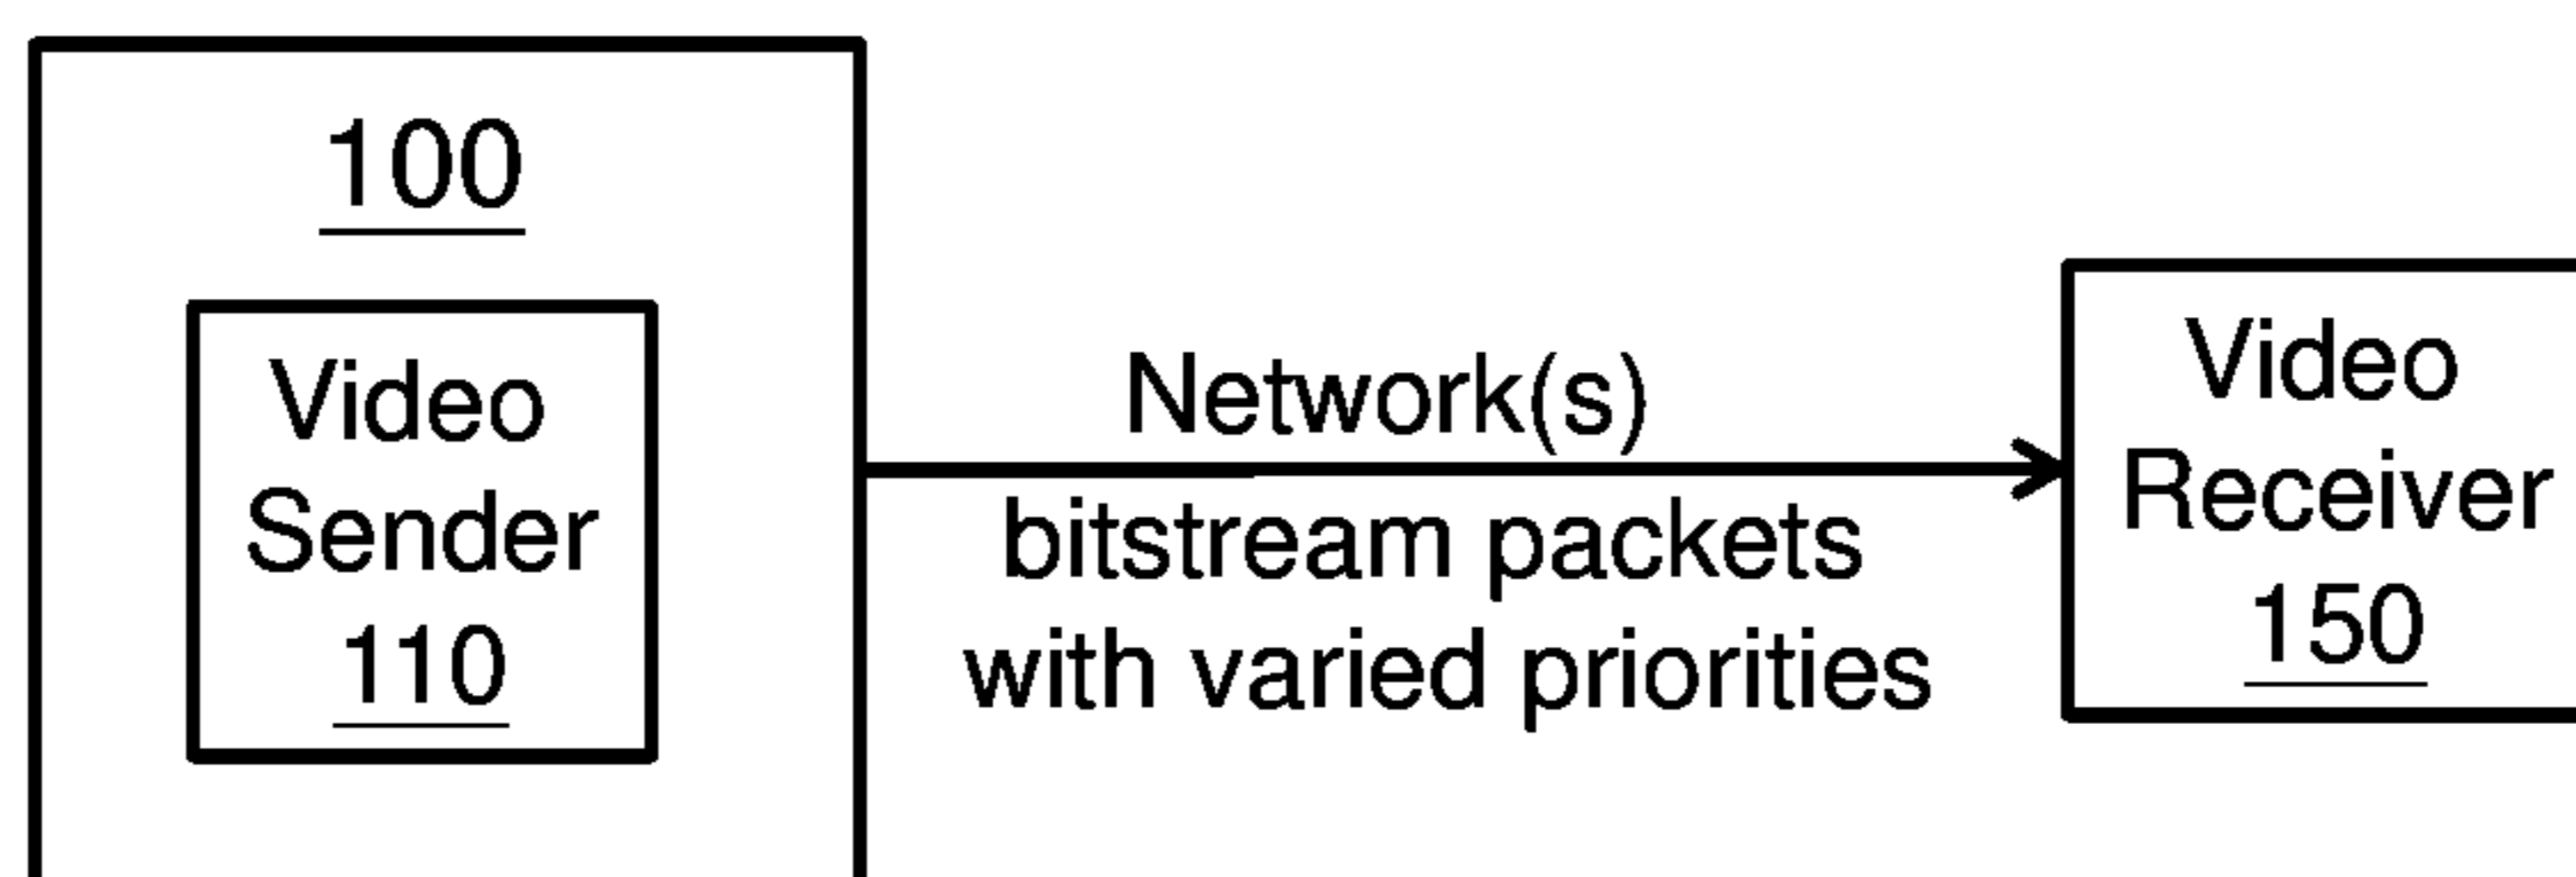 100
Video
Sender
110
Network(s)
bitstream packets
with varied priorities
Video
Receiver
150